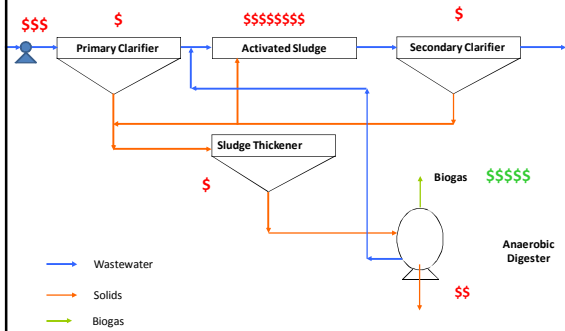 $$$
$
$$$$$$$$
$
Primary Clarifier
Activated Sludge
Secondary Clarifier
Sludge Thickener
$
Biogas
$$$$$
Anaerobic
Digester
Wastewater
$$
Solids
Biogas